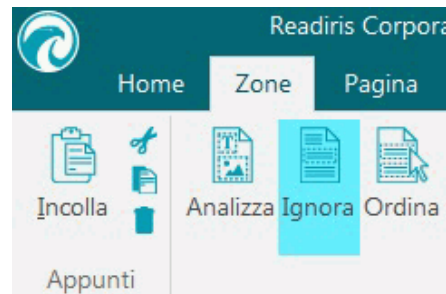 Readiris Corpora
Home Zone Pagina
Incolla Analizza Ignora Ordina
Appunti